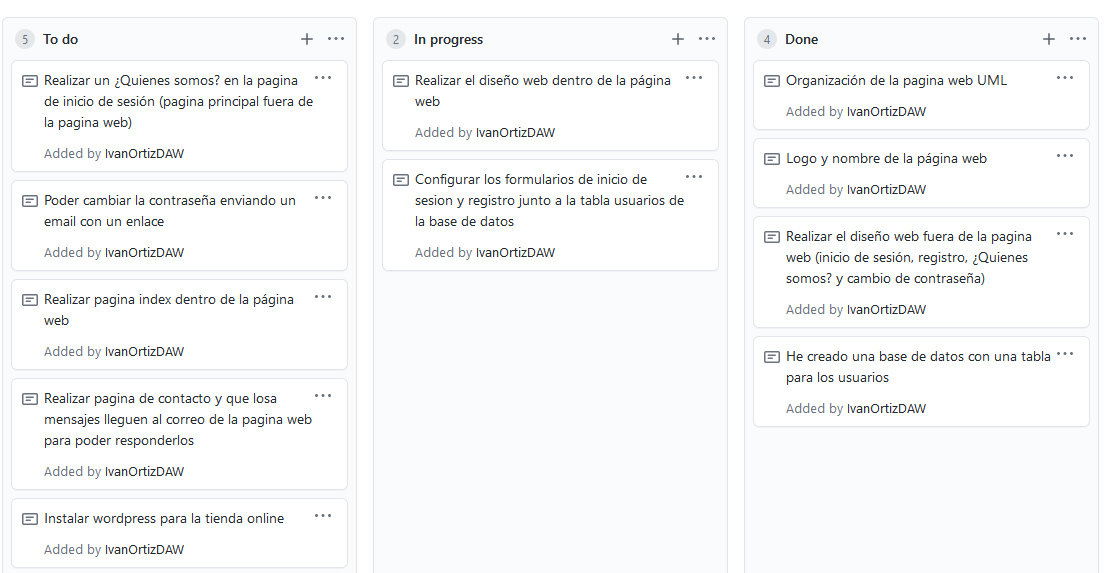 5 To do
Realizar un ¿Quienes somos? en la pagina
de inicio de sesión (pagina principal fuera de
la pagina web)
Added by IvanOrtizDAW
Poder cambiar la contraseña enviando un
email con un enlace
Added by IvanOrtizDAW
Realizar pagina index dentro de la página
web
Added by IvanOrtizDAW
Realizar pagina de contacto y que losa
mensajes lleguen al correo de la pagina web
para poder responderlos
Added by IvanOrtizDAW
Instalar wordpress para la tienda online
Added by IvanOrtizDAW
2 In progress
Realizar el diseño web dentro de la página
web
Added by IvanOrtizDAW
Configurar los formularios de inicio de
sesion y registro junto a la tabla usuarios de
la base de datos
Added by IvanOrtizDAW
4 Done
Organización de la pagina web UML
Added by IvanOrtizDAW
Logo y nombre de la página web
Added by IvanOrtizDAW
Realizar el diseño web fuera de la pagina
web (inicio de sesión, registro, ¿Quienes
somos? y cambio de contraseña)
Added by IvanOrtizDAW
He creado una base de datos con una tabla
para los usuarios
Added by IvanOrtizDAW